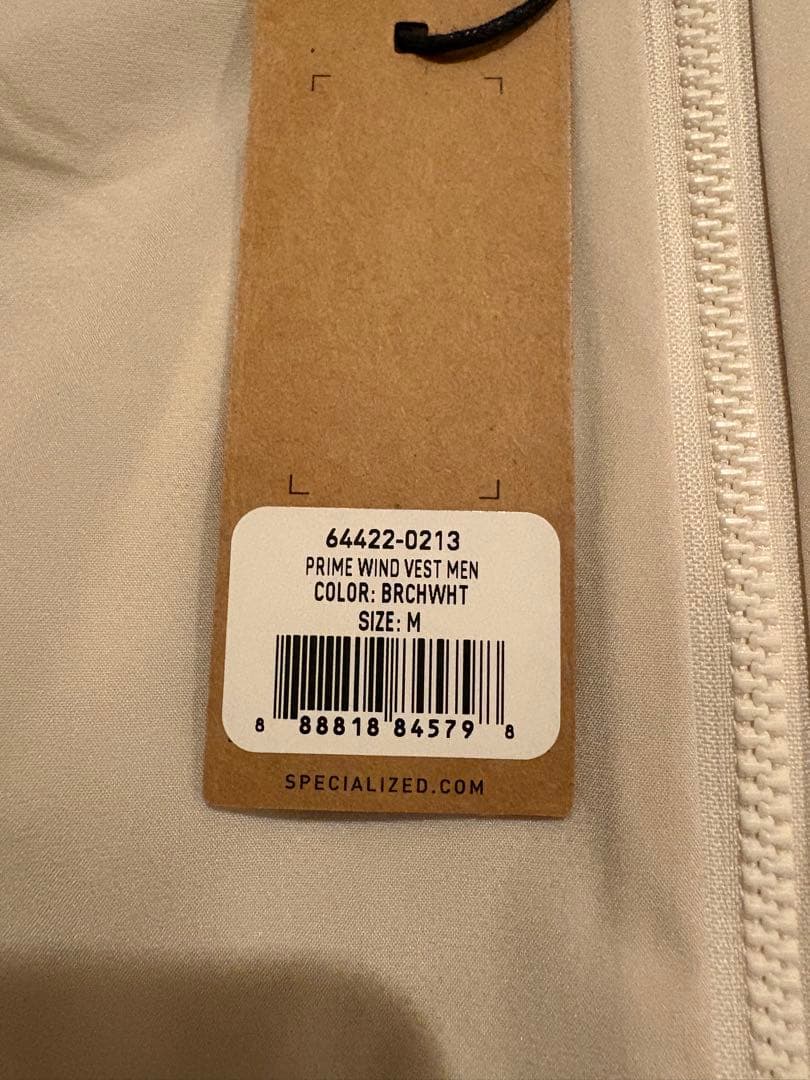 64422-0213
PRIME WIND VEST MEN
COLOR: BRCHWHT
SIZE: M
8 88818 84579 8
SPECIALIZED.COM